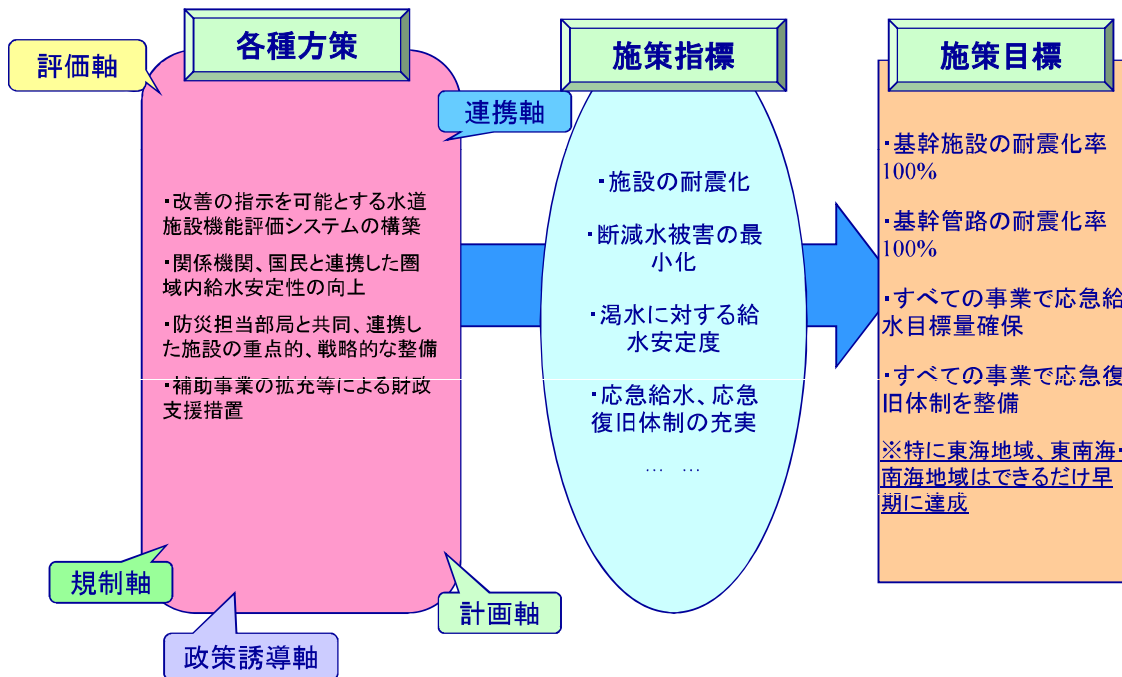 各種方策
評価軸
連携軸
・改善の指示を可能とする水道
施設機能評価システムの構築
・関係機関、国民と連携した圏
域内給水安定性の向上
・防災担当部局と共同、連携し
た施設の重点的、戦略的な整備
・補助事業の拡充等による財政
支援措置
規制軸
計画軸
政策誘導軸
施策指標
・施設の耐震化
・断減水被害の最
小化
・渇水に対する給
水安定度
・応急給水、応急
復旧体制の充実
… …
施策目標
・基幹施設の耐震化率
100%
・基幹管路の耐震化率
100%
・すべての事業で応急給
水目標量確保
・すべての事業で応急復
旧体制を整備
※特に東海地域、東南海・
南海地域はできるだけ早
期に達成